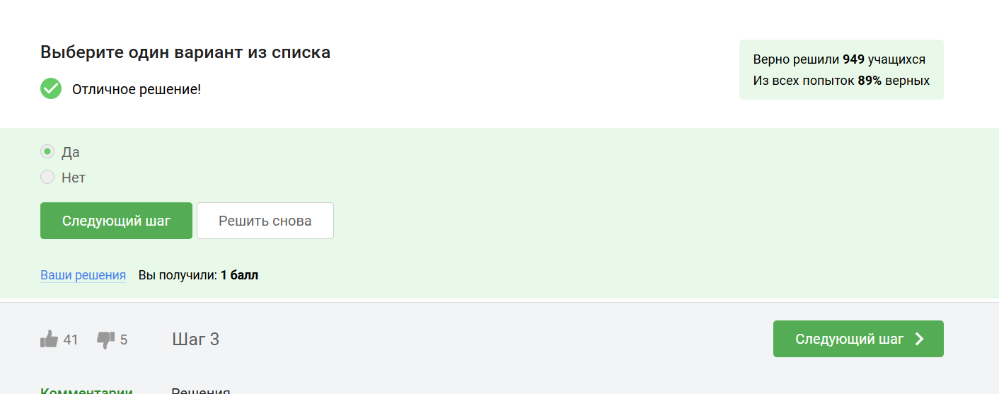 Выберите один вариант из списка
Верно решили 949 учащихся
Отличное решение!
Из всех попыток 89% верных
Да
Нет
Следующий шаг Решить снова
Ваши решения Вы получили: 1 балл
41 5 Шаг 3 Следующий шаг
Комментарии Решения